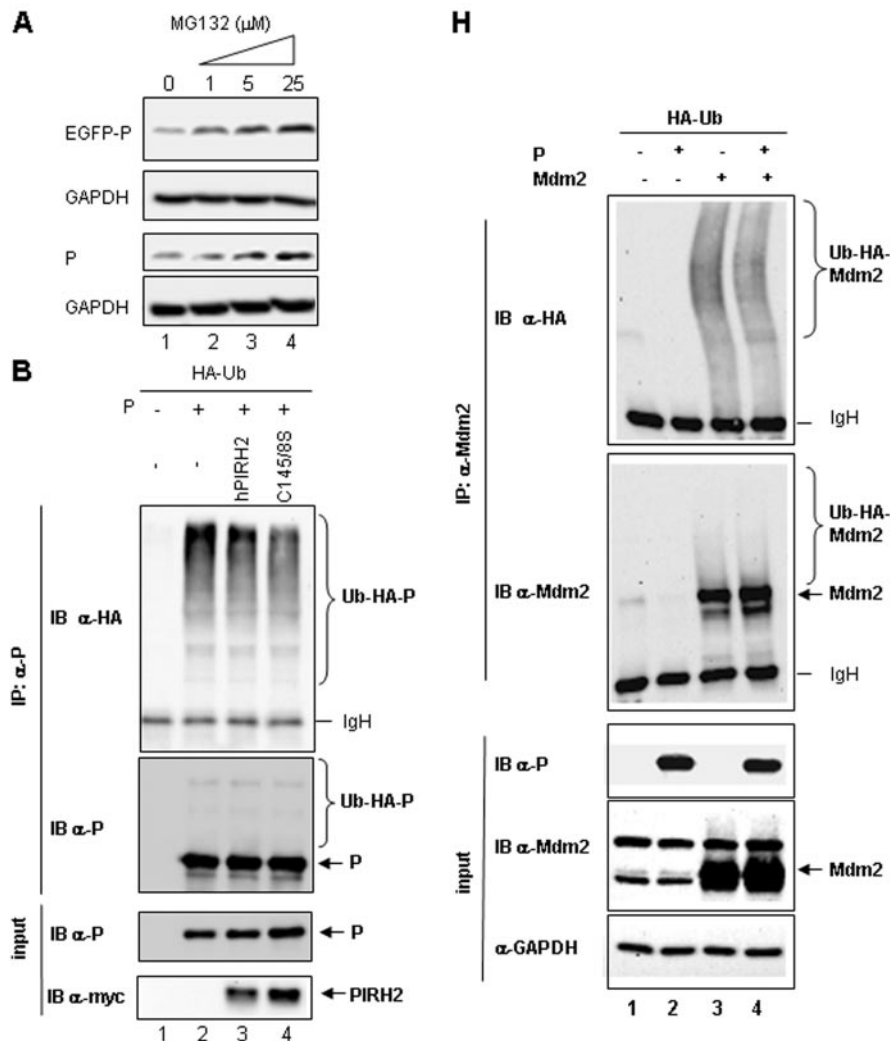 A
MG132 (μM)
0 1 5 25
EGFP-P
GAPDH
P
GAPDH
1 2 3 4
B
HA-Ub
P - + + +
- - hPIRH2 C145/8S
IP: α-P
IB α-HA
Ub-HA-P
IgH
IB α-P
Ub-HA-P
P
input
IB α-P
P
IB α-myc
PIRH2
1 2 3 4
H
HA-Ub
P - + - +
Mdm2 - - + +
IP: α-Mdm2
IB α-HA
Ub-HA-
Mdm2
IgH
IB α-Mdm2
Ub-HA-
Mdm2
Mdm2
IgH
input
IB α-P
IB α-Mdm2
Mdm2
α-GAPDH
1 2 3 4